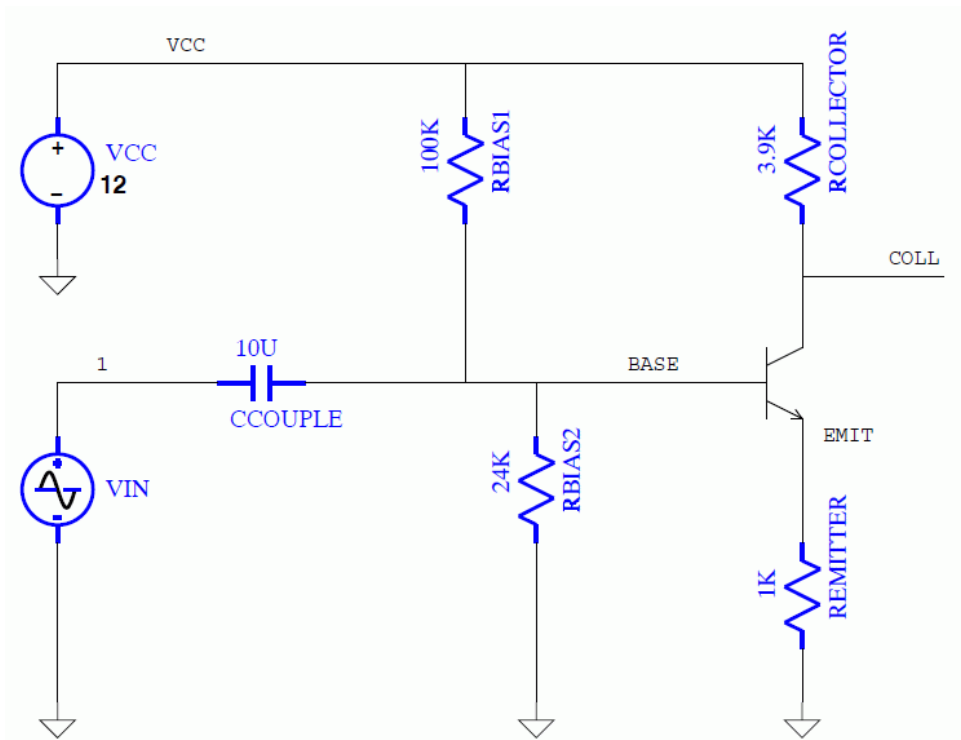 VCC
VCC
+
12
−
100K
RBIAS1
3.9K
RCOLLECTOR
COLL
1
10U
CCOUPLE
BASE
EMIT
VIN
24K
RBIAS2
1K
REMITTER